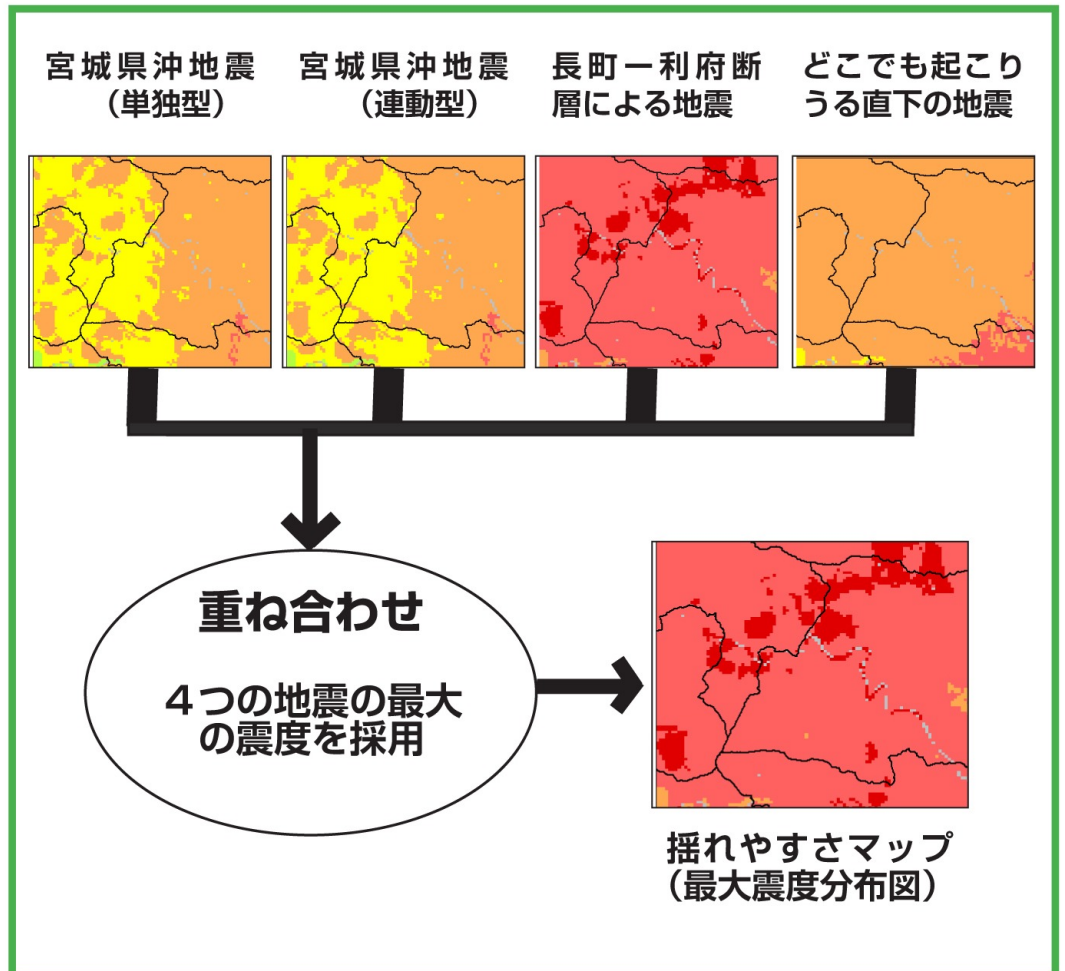 宮城県沖地震
（単独型）
宮城県沖地震
（連動型）
長町一利府断
層による地震
どこでも起こり
うる直下の地震
重ね合わせ
４つの地震の最大
の震度を採用
揺れやすさマップ
（最大震度分布図）